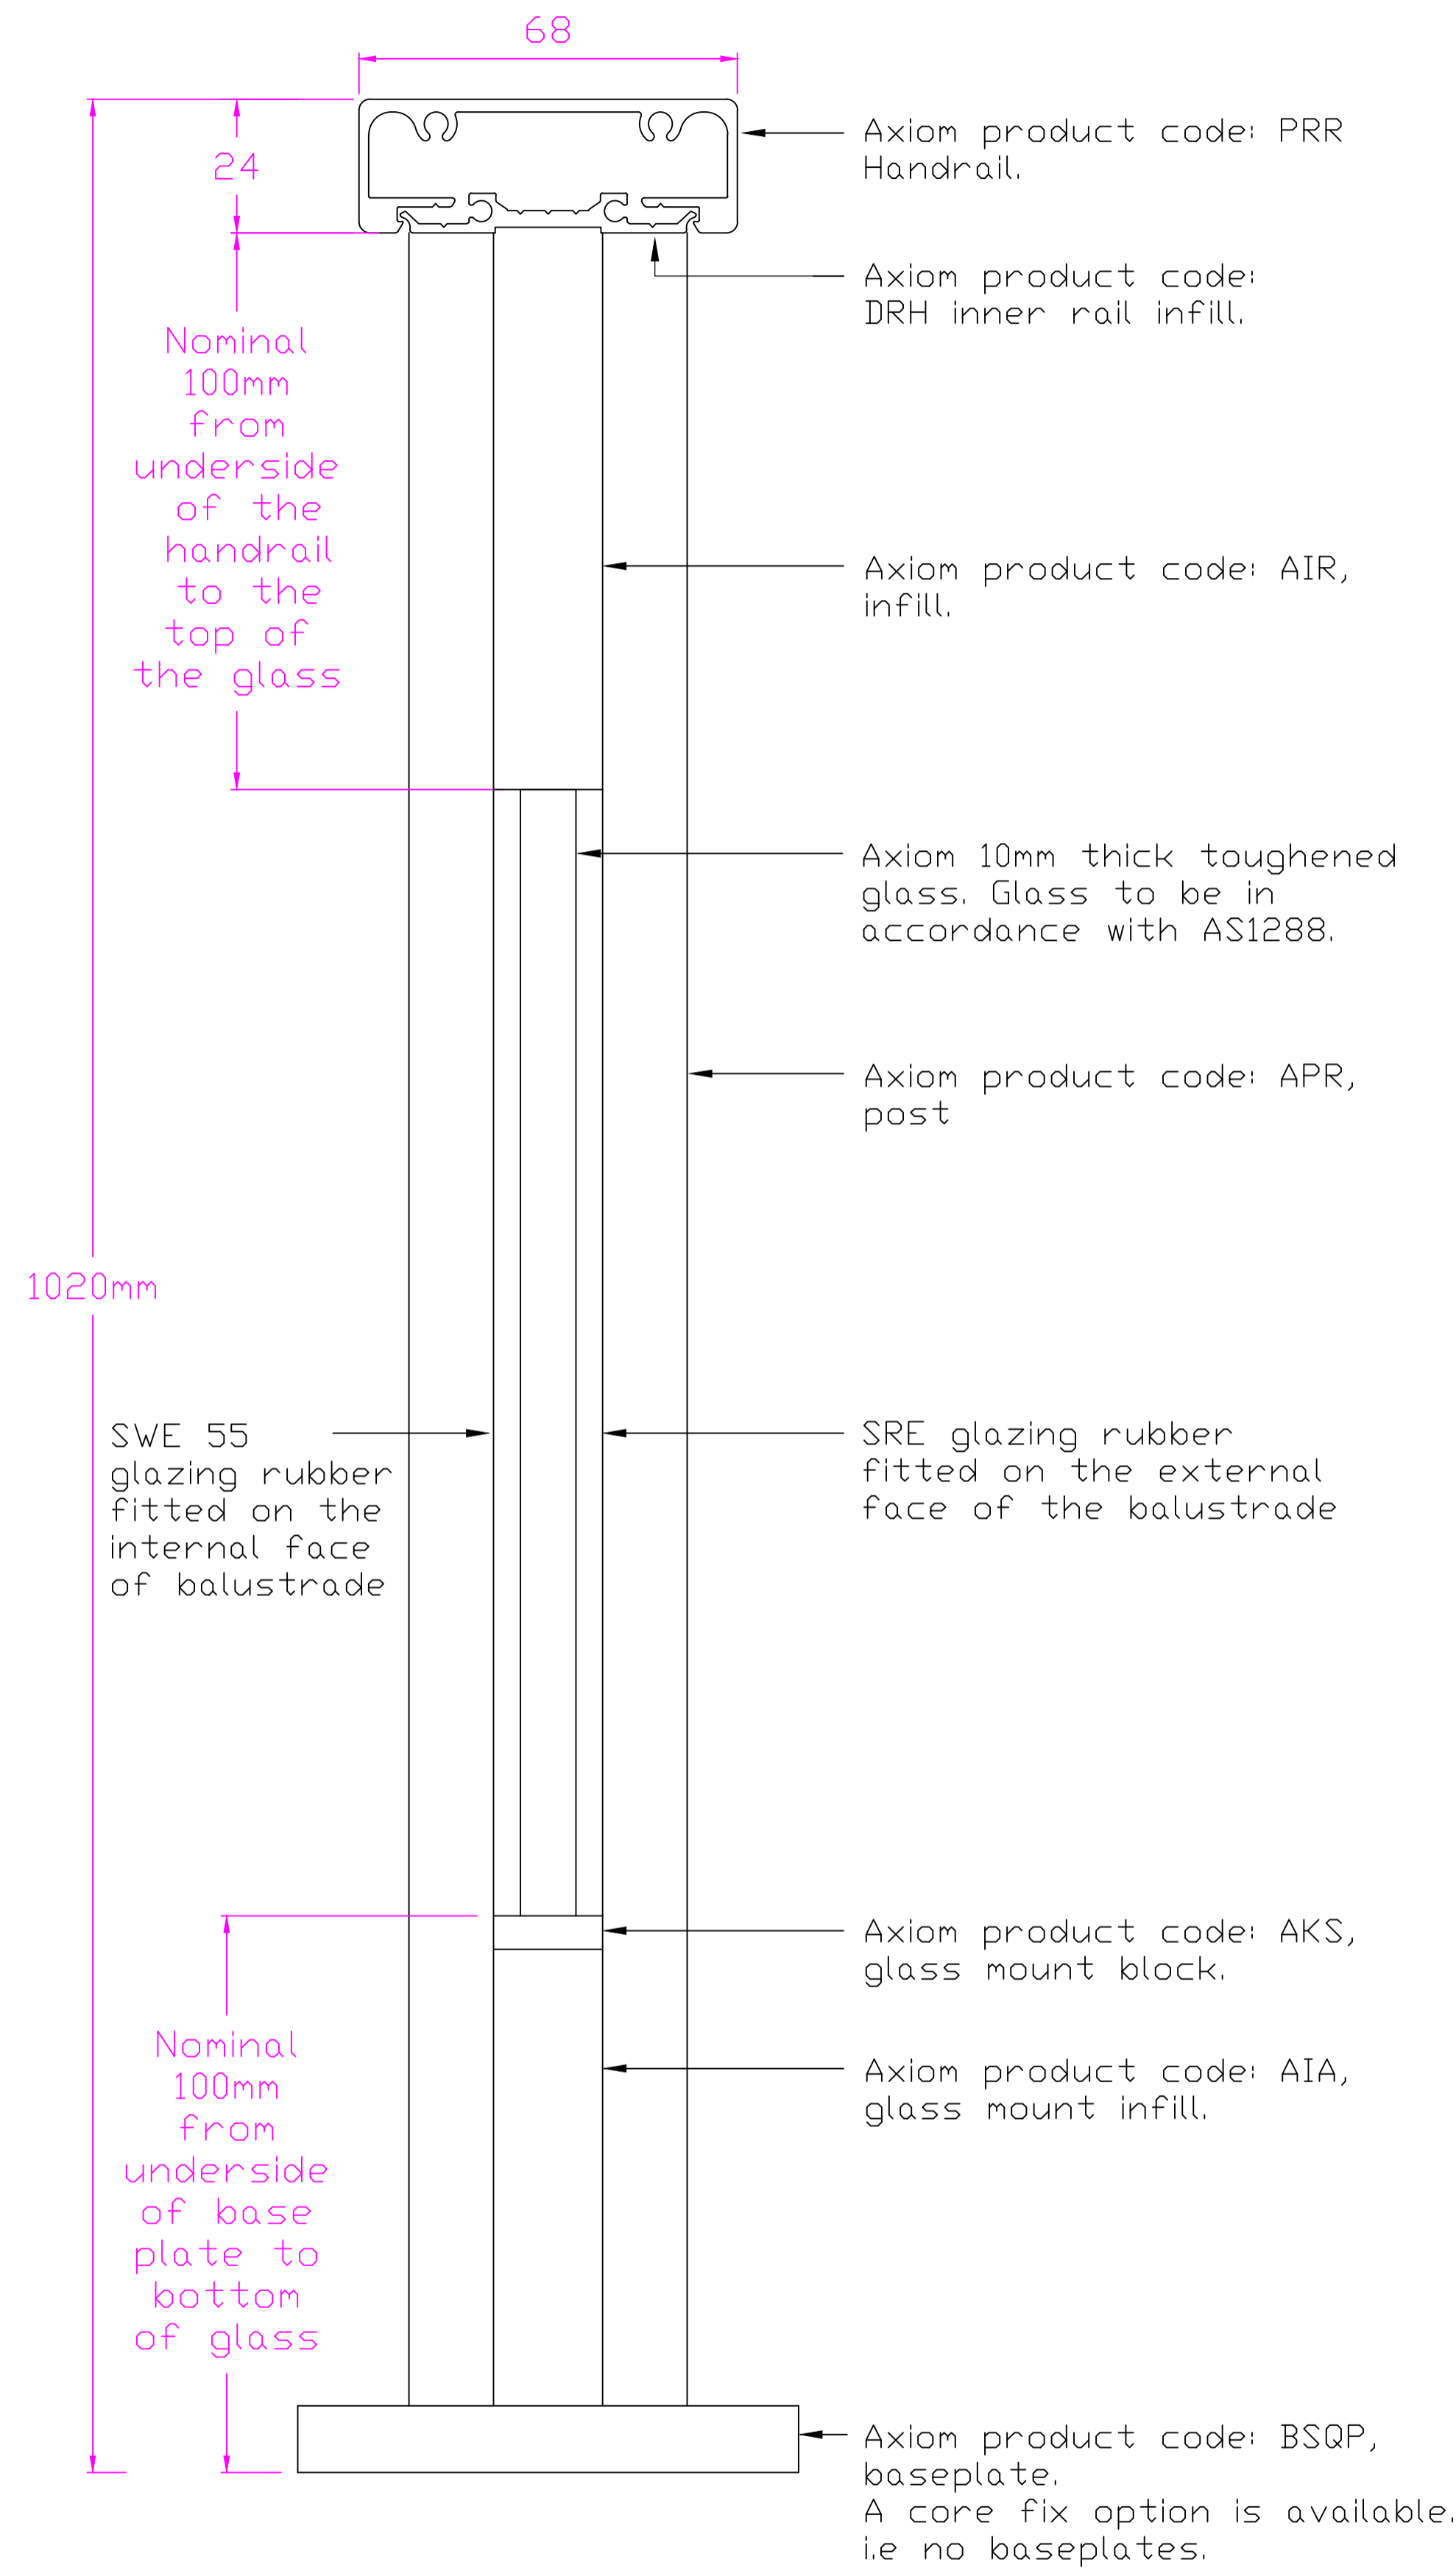 68
24
Axiom product code: PRR
Handrail.
Axiom product code:
DRH inner rail infill.
Nominal
100mm
from
underside
of the
handrail
to the
top of
the glass
Axiom product code: AIR,
infill.
Axiom 10mm thick toughened
glass. Glass to be in
accordance with AS1288.
Axiom product code: APR,
post
1020mm
SWE 55
glazing rubber
fitted on the
internal face
of balustrade
SRE glazing rubber
fitted on the external
face of the balustrade
Axiom product code: AKS,
glass mount block.
Nominal
100mm
from
underside
of base
plate to
bottom
of glass
Axiom product code: AIA,
glass mount infill.
Axiom product code: BSQP,
baseplate.
A core fix option is available.
i.e no baseplates.